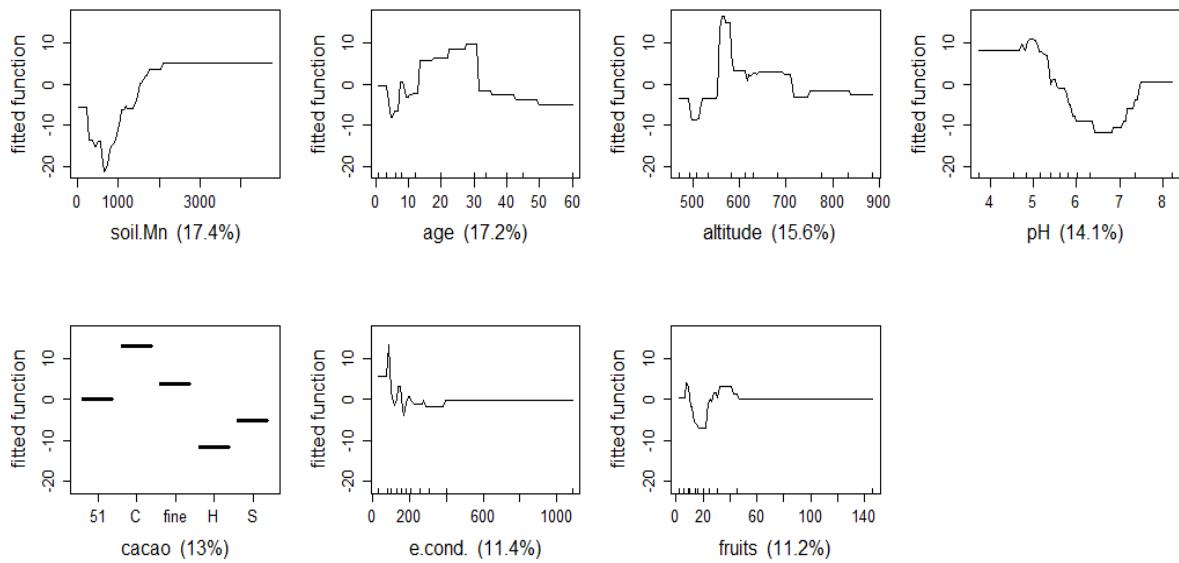 fitted function
-20 -10 0 10
0 1000 3000
soil.Mn (17.4%)
fitted function
-20 -10 0 10
0 10 20 30 40 50 60
age (17.2%)
fitted function
-20 -10 0 10
500 600 700 800 900
altitude (15.6%)
fitted function
-20 -10 0 10
4 5 6 7 8
pH (14.1%)
fitted function
-20 -10 0 10
51 C fine H S
cacao (13%)
fitted function
-20 -10 0 10
0 200 600 1000
e.cond. (11.4%)
fitted function
-20 -10 0 10
0 20 60 100 140
fruits (11.2%)